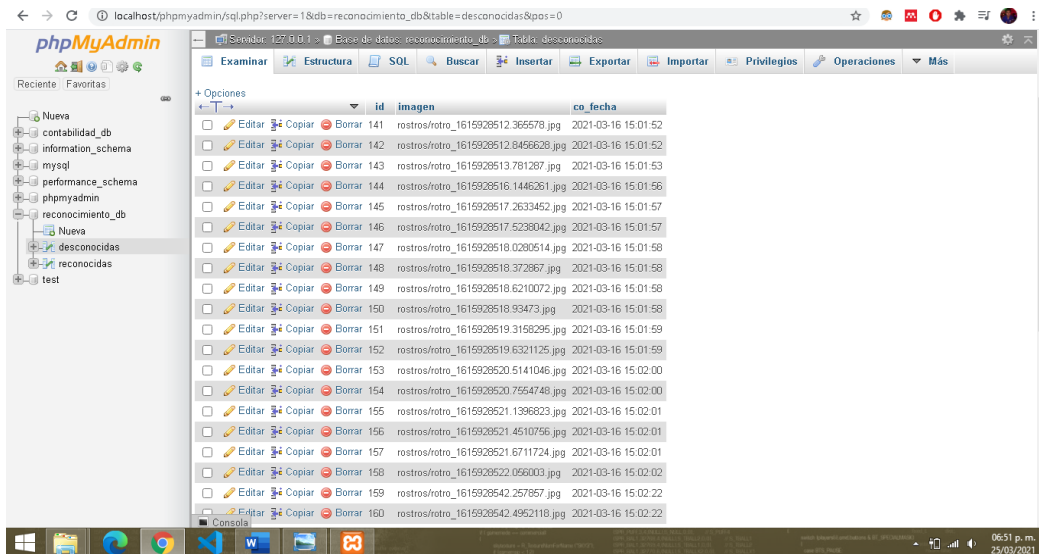 localhost/phpmyadmin/sql.php?server=1&db=reconocimiento_db&table=desconocidas&pos=0
phpMyAdmin
Reciente Favoritas
Nueva
contabilidad_db
information_schema
mysql
performance_schema
phpmyadmin
reconocimiento_db
Nueva
desconocidas
reconocidas
test
Servidor: 127.0.0.1 » Base de datos: reconocimiento_db » Tabla: desconocidas
Examinar Estructura SQL Buscar Insertar Exportar Importar Privilegios Operaciones Más
+ Opciones
id imagen co_fecha
Editar Copiar Borrar 141 rostros/rotro_1615928512.365578.jpg 2021-03-16 15:01:52
Editar Copiar Borrar 142 rostros/rotro_1615928512.8456628.jpg 2021-03-16 15:01:52
Editar Copiar Borrar 143 rostros/rotro_1615928513.781287.jpg 2021-03-16 15:01:53
Editar Copiar Borrar 144 rostros/rotro_1615928516.1446261.jpg 2021-03-16 15:01:56
Editar Copiar Borrar 145 rostros/rotro_1615928517.2633452.jpg 2021-03-16 15:01:57
Editar Copiar Borrar 146 rostros/rotro_1615928517.5238042.jpg 2021-03-16 15:01:57
Editar Copiar Borrar 147 rostros/rotro_1615928518.0280514.jpg 2021-03-16 15:01:58
Editar Copiar Borrar 148 rostros/rotro_1615928518.372867.jpg 2021-03-16 15:01:58
Editar Copiar Borrar 149 rostros/rotro_1615928518.6210072.jpg 2021-03-16 15:01:58
Editar Copiar Borrar 150 rostros/rotro_1615928518.93473.jpg 2021-03-16 15:01:58
Editar Copiar Borrar 151 rostros/rotro_1615928519.3158295.jpg 2021-03-16 15:01:59
Editar Copiar Borrar 152 rostros/rotro_1615928519.6321125.jpg 2021-03-16 15:01:59
Editar Copiar Borrar 153 rostros/rotro_1615928520.5141046.jpg 2021-03-16 15:02:00
Editar Copiar Borrar 154 rostros/rotro_1615928520.7554748.jpg 2021-03-16 15:02:00
Editar Copiar Borrar 155 rostros/rotro_1615928521.1396823.jpg 2021-03-16 15:02:01
Editar Copiar Borrar 156 rostros/rotro_1615928521.4510756.jpg 2021-03-16 15:02:01
Editar Copiar Borrar 157 rostros/rotro_1615928521.6711724.jpg 2021-03-16 15:02:01
Editar Copiar Borrar 158 rostros/rotro_1615928522.056003.jpg 2021-03-16 15:02:02
Editar Copiar Borrar 159 rostros/rotro_1615928542.257857.jpg 2021-03-16 15:02:22
Editar Copiar Borrar 160 rostros/rotro_1615928542.4952118.jpg 2021-03-16 15:02:22
Consola
06:51 p. m.
25/03/2021